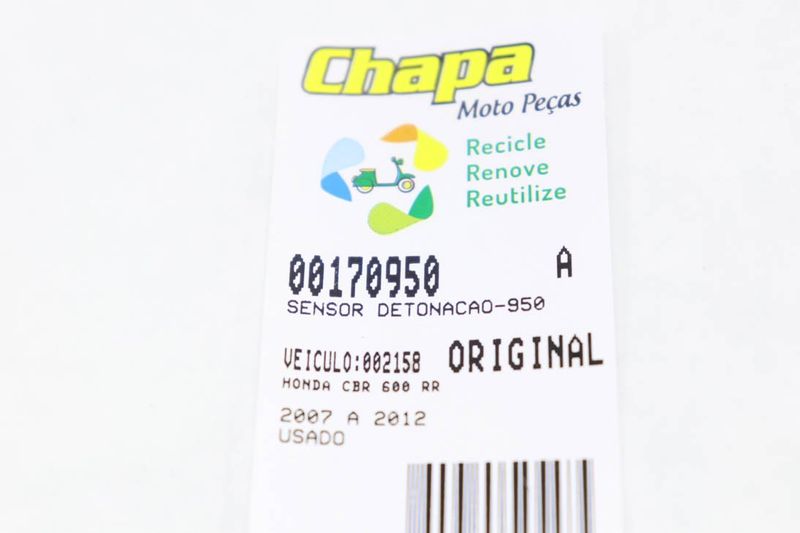 Chapa
Moto Peças
Recicle
Renove
Reutilize
00170950 A
SENSOR DETONACAO-950
VEICULO:002158 ORIGINAL
HONDA CBR 600 RR
2007 A 2012
USADO